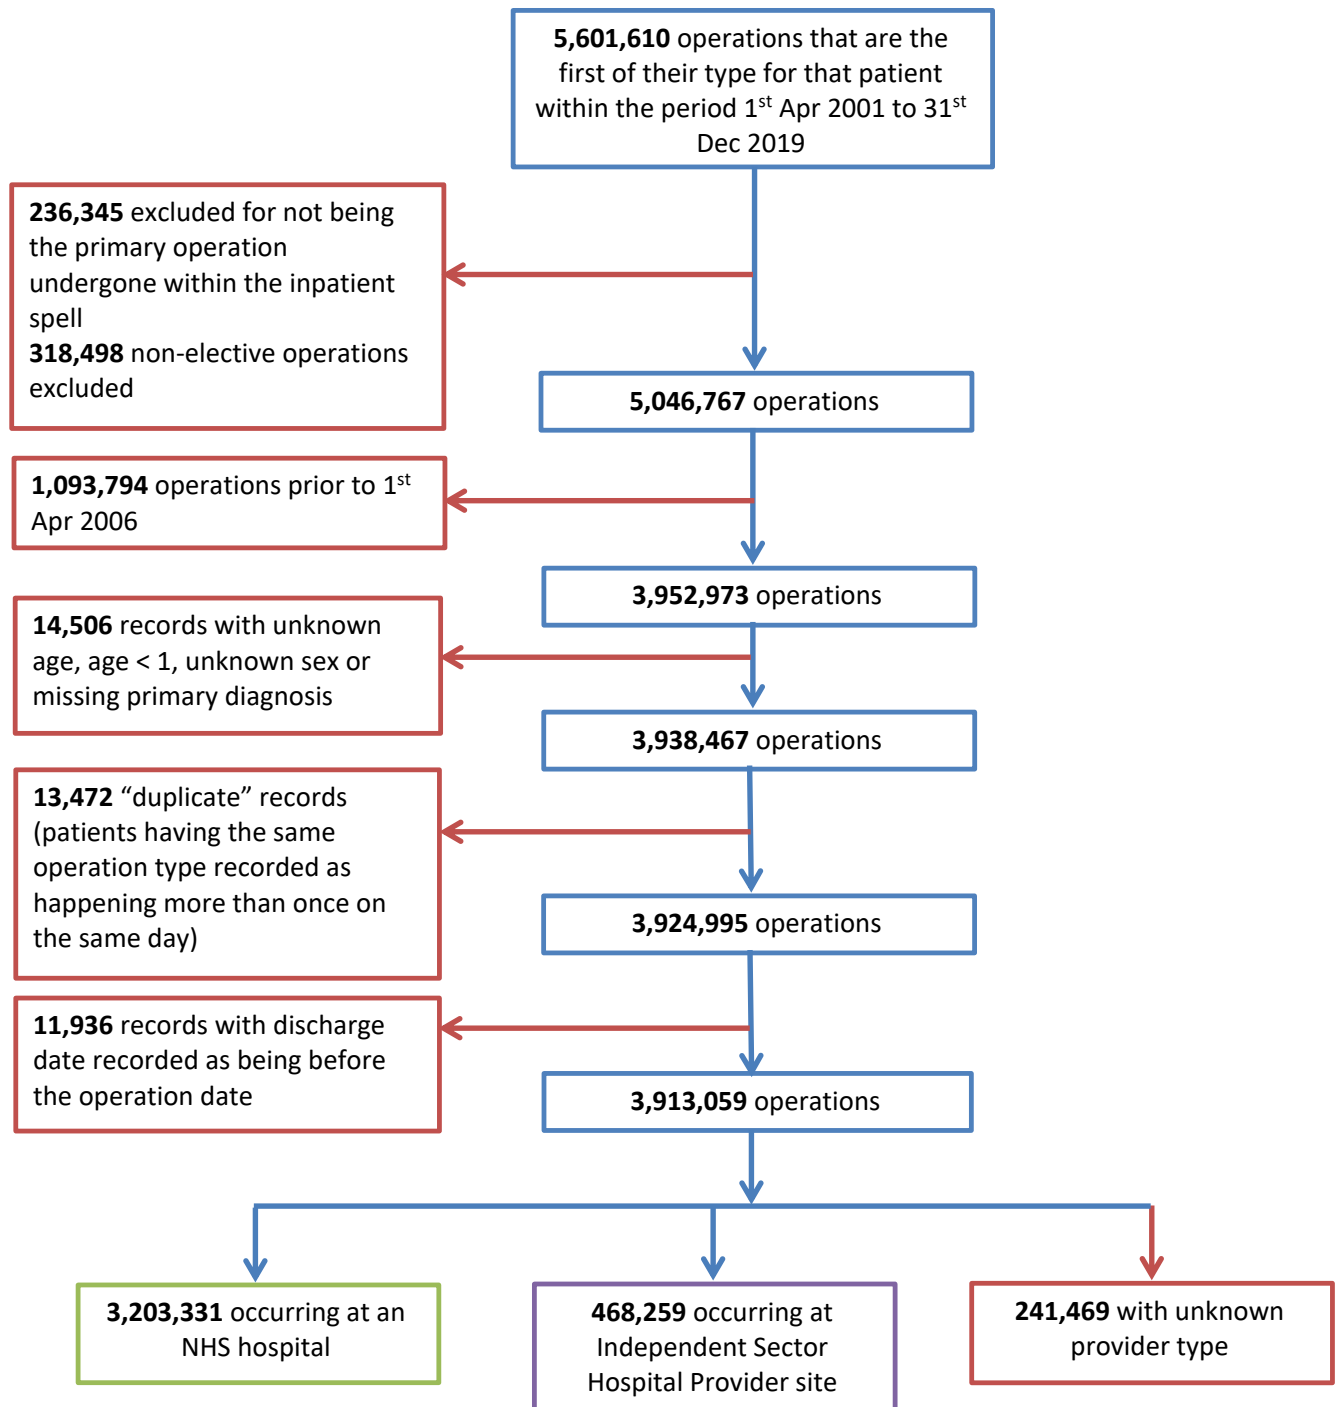 5,601,610 operations that are the
first of their type for that patient
within the period 1st Apr 2001 to 31st
Dec 2019
236,345 excluded for not being
the primary operation
undergone within the inpatient
spell
318,498 non-elective operations
excluded
5,046,767 operations
1,093,794 operations prior to 1st
Apr 2006
3,952,973 operations
14,506 records with unknown
age, age < 1, unknown sex or
missing primary diagnosis
3,938,467 operations
13,472 “duplicate” records
(patients having the same
operation type recorded as
happening more than once on
the same day)
3,924,995 operations
11,936 records with discharge
date recorded as being before
the operation date
3,913,059 operations
3,203,331 occurring at an
NHS hospital
468,259 occurring at
Independent Sector
Hospital Provider site
241,469 with unknown
provider type